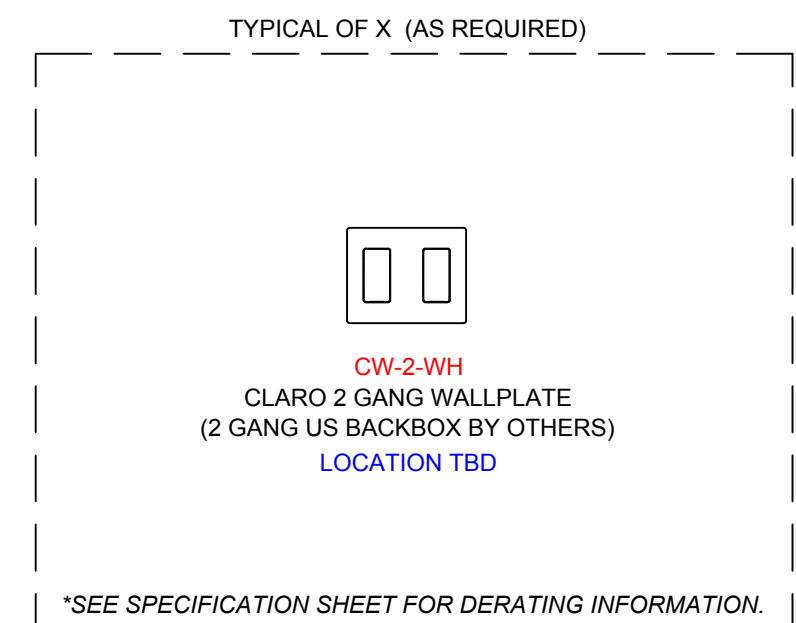 TYPICAL OF X (AS REQUIRED)
CW-2-WH
CLARO 2 GANG WALLPLATE
(2 GANG US BACKBOX BY OTHERS)
LOCATION TBD
*SEE SPECIFICATION SHEET FOR DERATING INFORMATION.